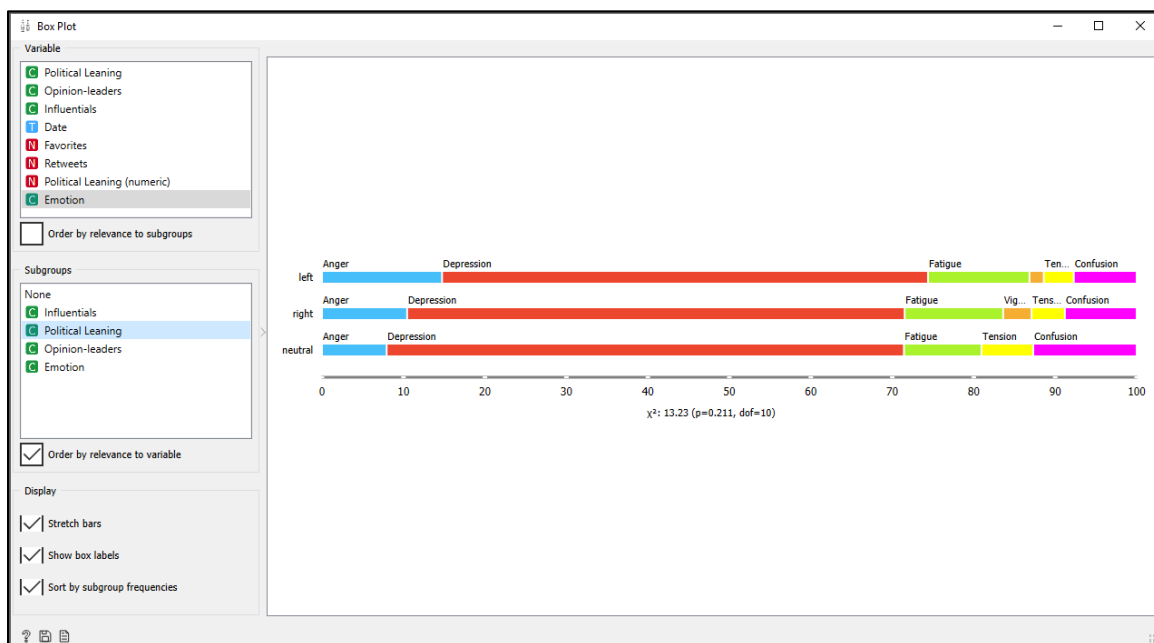 Box Plot
Variable
C Political Leaning
C Opinion-leaders
C Influentials
T Date
N Favorites
N Retweets
N Political Leaning (numeric)
C Emotion
Order by relevance to subgroups
Subgroups
None
C Influentials
C Political Leaning
C Opinion-leaders
C Emotion
Order by relevance to variable
Display
Stretch bars
Show box labels
Sort by subgroup frequencies
?
Anger Depression Fatigue Ten... Confusion
left
Anger Depression Fatigue Vig... Tens... Confusion
right
Anger Depression Fatigue Tension Confusion
neutral
0 10 20 30 40 50 60 70 80 90 100
χ²: 13.23 (p=0.211, dof=10)